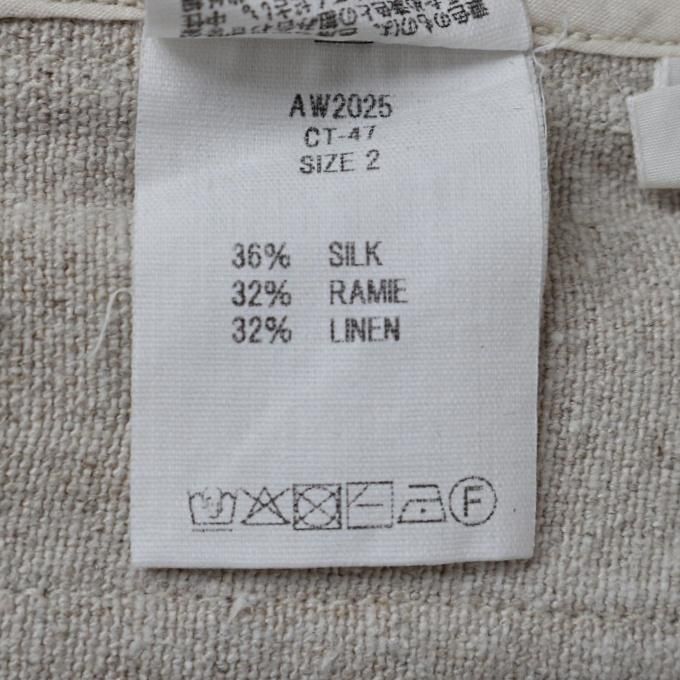 AW2025
CT-47
SIZE 2
36% SILK
32% RAMIE
32% LINEN
F